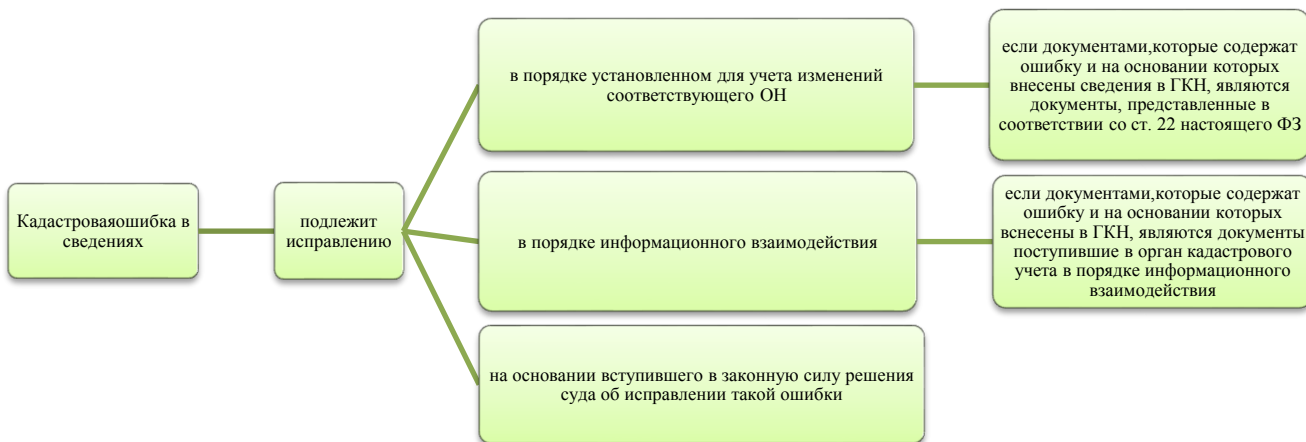 Кадастроваяошибка в
сведениях
подлежит
исправлению
в порядке установленном для учета изменений
соответствующего ОН
если документами,которые содержат
ошибку и на основании которых
внесены сведения в ГКН, являются
документы, представленные в
соответствии со ст. 22 настоящего ФЗ
в порядке информационного взаимодействия
если документами,которые содержат
ошибку и на основании которых
вснесены в ГКН, являются документы
поступившие в орган кадастрового
учета в порядке информационного
взаимодействия
на основании вступившего в законную силу решения
суда об исправлении такой ошибки